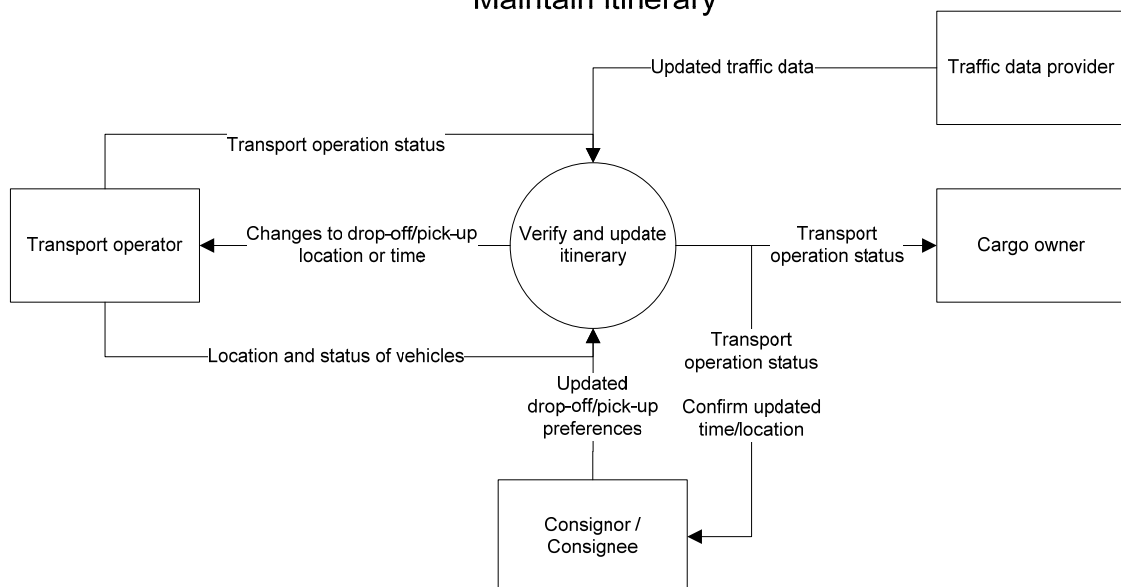 Maintain itinerary
Updated traffic data
Traffic data provider
Transport operation status
Transport operator
Changes to drop-off/pick-up
location or time
Verify and update
itinerary
Transport
operation status
Cargo owner
Location and status of vehicles
Transport
operation status
Updated
drop-off/pick-up
preferences
Confirm updated
time/location
Consignor /
Consignee